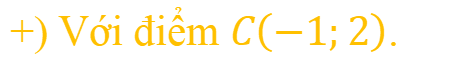 +) Với điểm C(−1; 2).